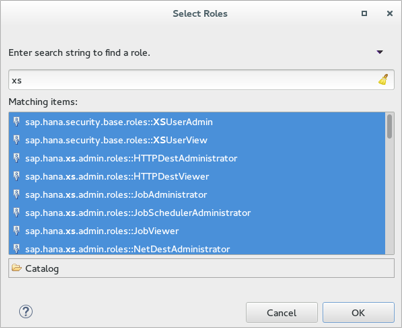 Select Roles
Enter search string to find a role.
xs
Matching items:
sap.hana.security.base.roles::XSUserAdmin
sap.hana.security.base.roles::XSUserView
sap.hana.xs.admin.roles::HTTPDestAdministrator
sap.hana.xs.admin.roles::HTTPDestViewer
sap.hana.xs.admin.roles::JobAdministrator
sap.hana.xs.admin.roles::JobSchedulerAdministrator
sap.hana.xs.admin.roles::JobViewer
sap.hana.xs.admin.roles::NetDestAdministrator
Catalog
? Cancel OK